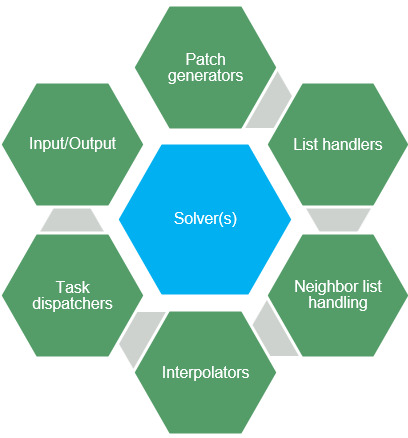 Patch
generators
Input/Output
List handlers
Solver(s)
Task
dispatchers
Neighbor list
handling
Interpolators